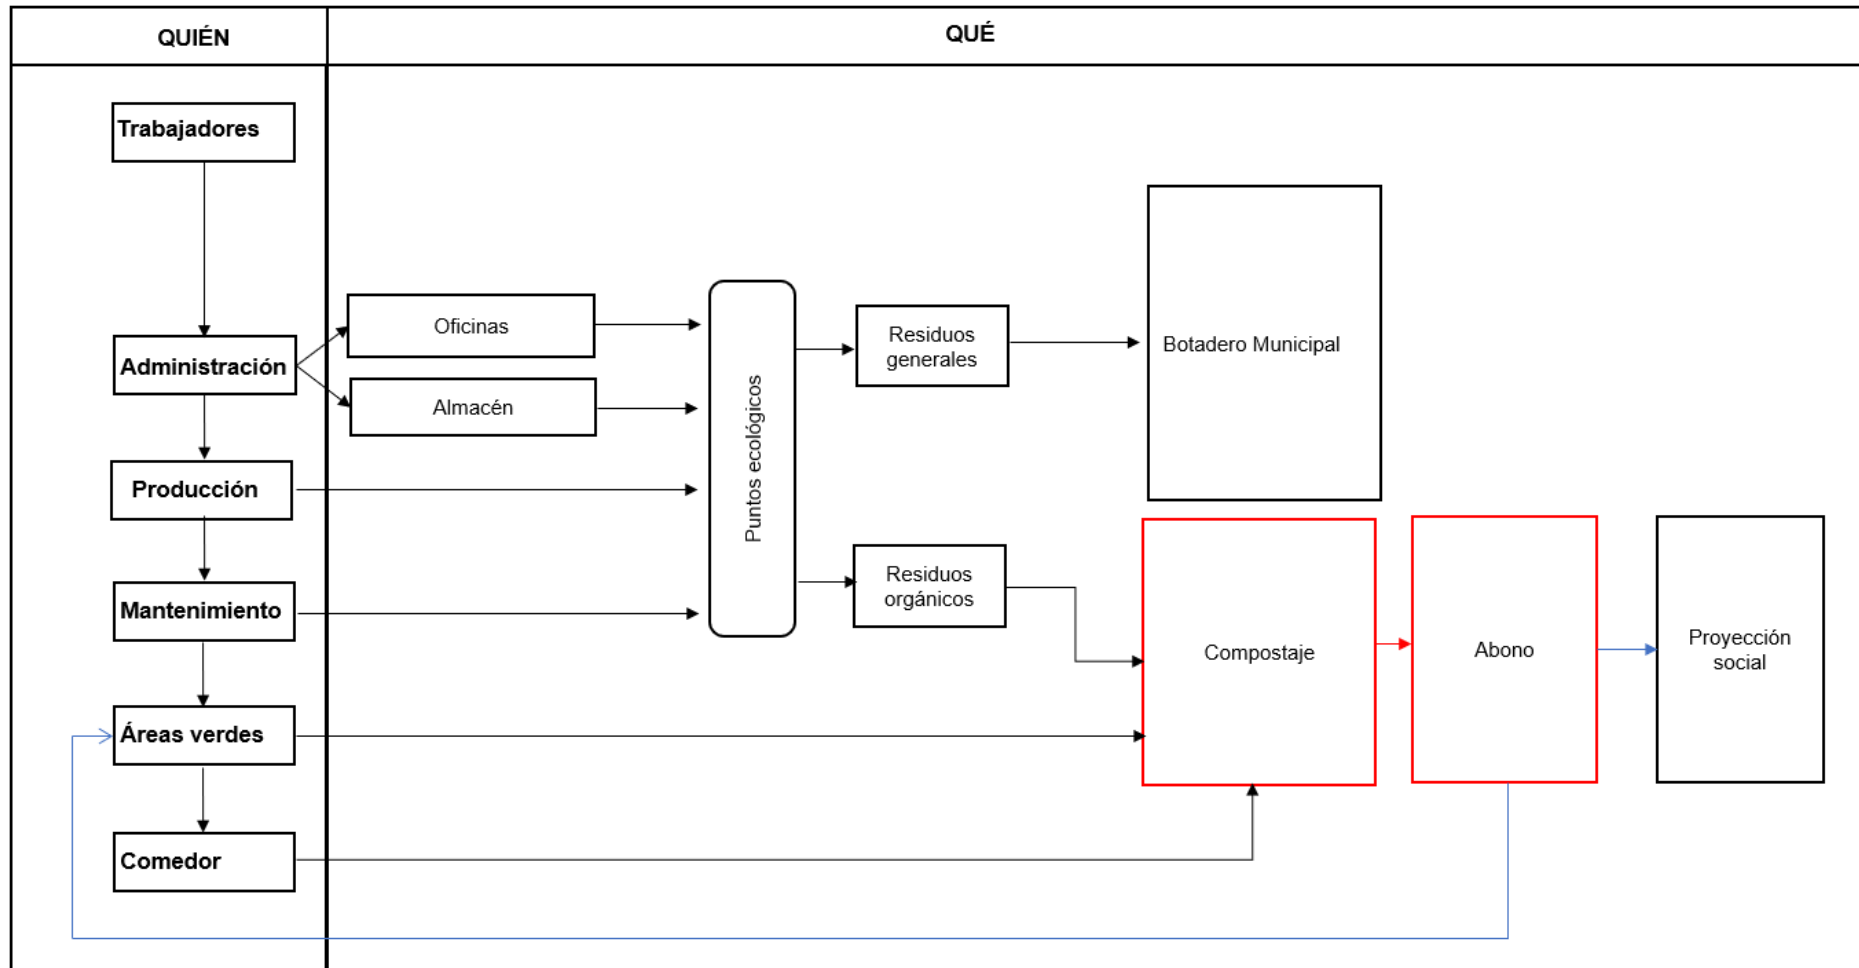 QUIÉN
QUÉ
Trabajadores
Administración
Producción
Mantenimiento
Áreas verdes
Comedor
Oficinas
Almacén
Puntos ecológicos
Residuos
generales
Residuos
orgánicos
Botadero Municipal
Compostaje
Abono
Proyección
social